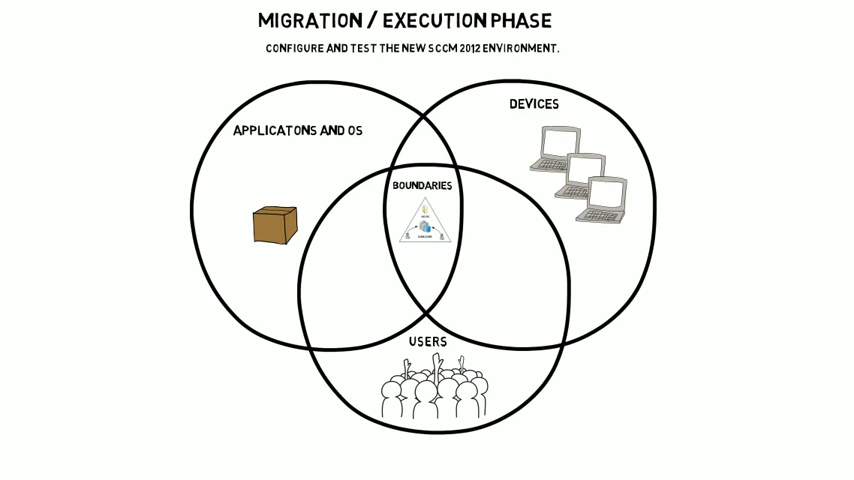 MIGRATION / EXECUTION PHASE
CONFIGURE AND TEST THE NEW SCCM 2012 ENVIRONMENT.
DEVICES
APPLICATONS AND OS
BOUNDARIES
USERS